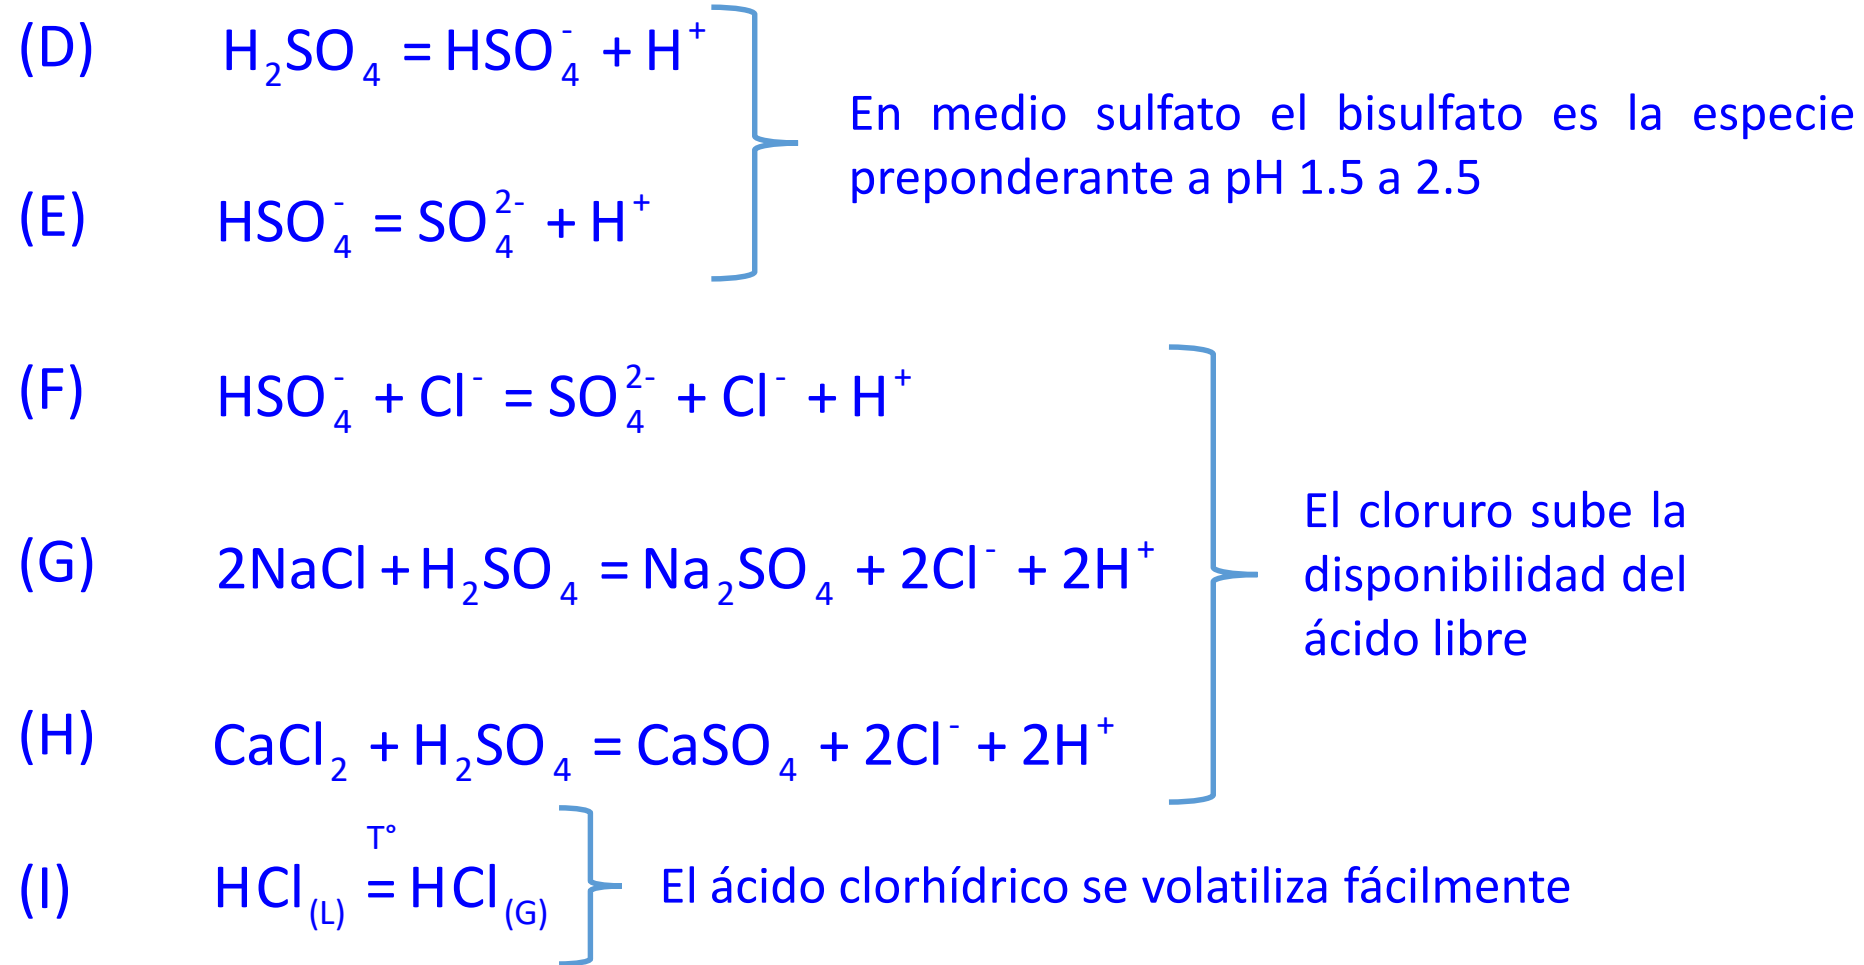 (D) H₂SO₄ = HSO₄⁻ + H⁺
En medio sulfato el bisulfato es la especie
preponderante a pH 1.5 a 2.5
(E) HSO₄⁻ = SO₄²⁻ + H⁺
(F) HSO₄⁻ + Cl⁻ = SO₄²⁻ + Cl⁻ + H⁺
(G) 2NaCl + H₂SO₄ = Na₂SO₄ + 2Cl⁻ + 2H⁺
El cloruro sube la
disponibilidad del
ácido libre
(H) CaCl₂ + H₂SO₄ = CaSO₄ + 2Cl⁻ + 2H⁺
T°
(I) HCl(L) = HCl(G) El ácido clorhídrico se volatiliza fácilmente